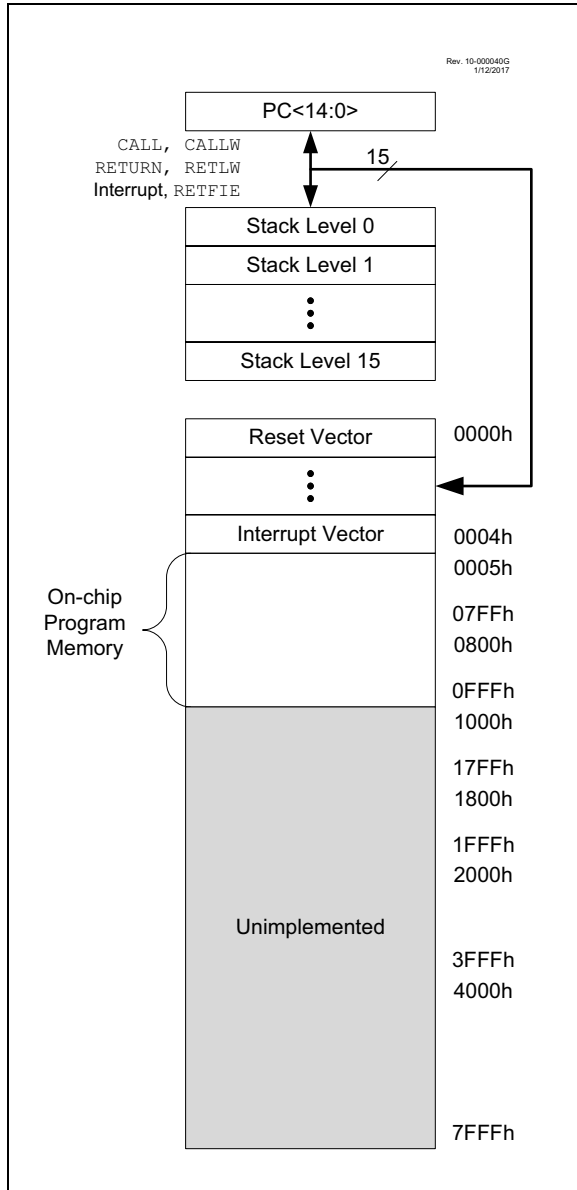 Rev. 10-000040G
1/12/2017
PC<14:0>
CALL, CALLW
RETURN, RETLW
Interrupt, RETFIE
15
Stack Level 0
Stack Level 1
Stack Level 15
Reset Vector
0000h
Interrupt Vector
0004h
0005h
On-chip
Program
Memory
07FFh
0800h
0FFFh
1000h
17FFh
1800h
1FFFh
2000h
Unimplemented
3FFFh
4000h
7FFFh